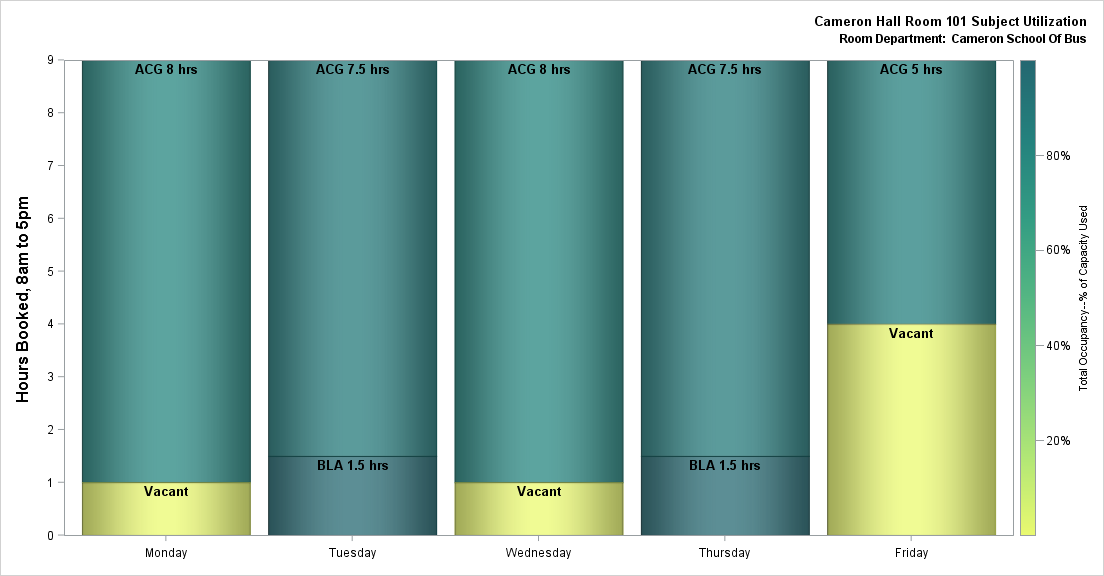 Cameron Hall Room 101 Subject Utilization
Room Department: Cameron School Of Bus
Hours Booked, 8am to 5pm
9
8
7
6
5
4
3
2
1
0
ACG 8 hrs
Vacant
ACG 7.5 hrs
BLA 1.5 hrs
ACG 8 hrs
Vacant
ACG 7.5 hrs
BLA 1.5 hrs
ACG 5 hrs
Vacant
Monday
Tuesday
Wednesday
Thursday
Friday
80%
60%
40%
20%
Total Occupancy--% of Capacity Used